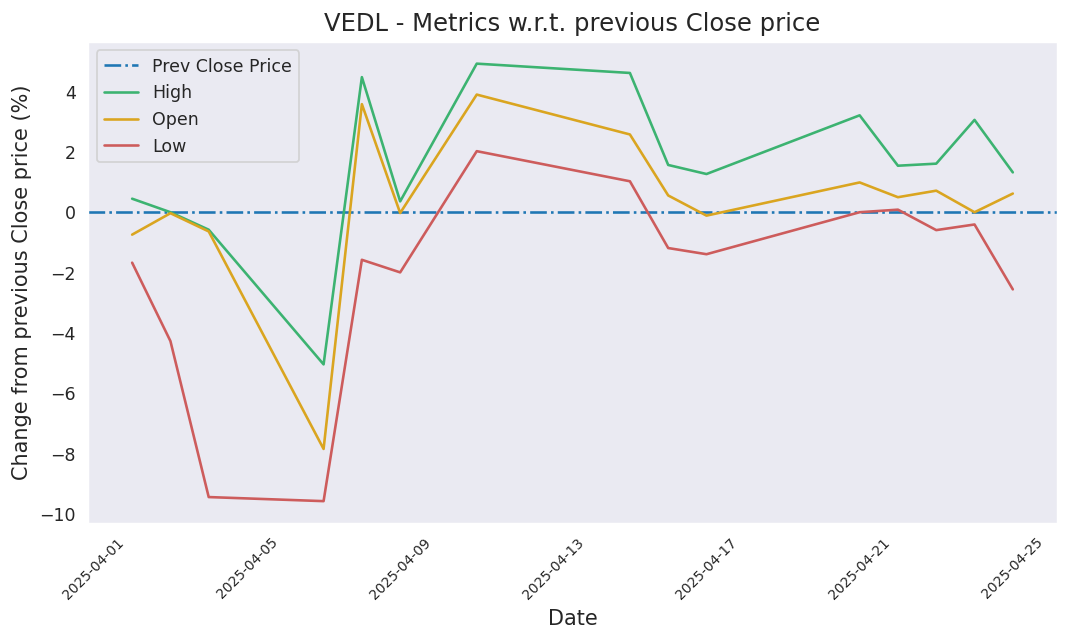 VEDL - Metrics w.r.t. previous Close price
Prev Close Price
High
Open
Low
Change from previous Close price (%)
4
2
0
−2
−4
−6
−8
−10
2025-04-01
2025-04-05
2025-04-09
2025-04-13
2025-04-17
2025-04-21
2025-04-25
Date